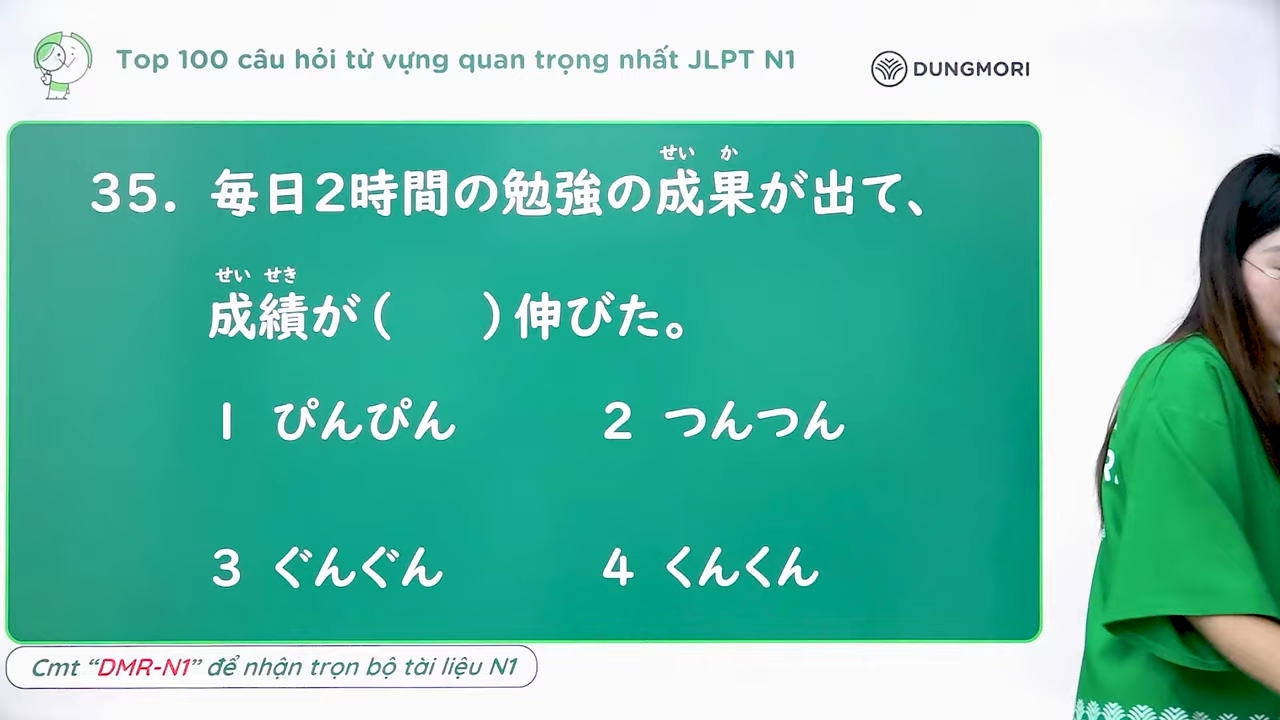 Top 100 câu hỏi từ vựng quan trọng nhất JLPT N1
DUNGMORI
せい か
35. 毎日2時間の勉強の成果が出て、
せい せき
成績が（　　）伸びた。
1 ぴんぴん
2 つんつん
3 ぐんぐん
4 くんくん
Cmt “DMR-N1” để nhận trọn bộ tài liệu N1